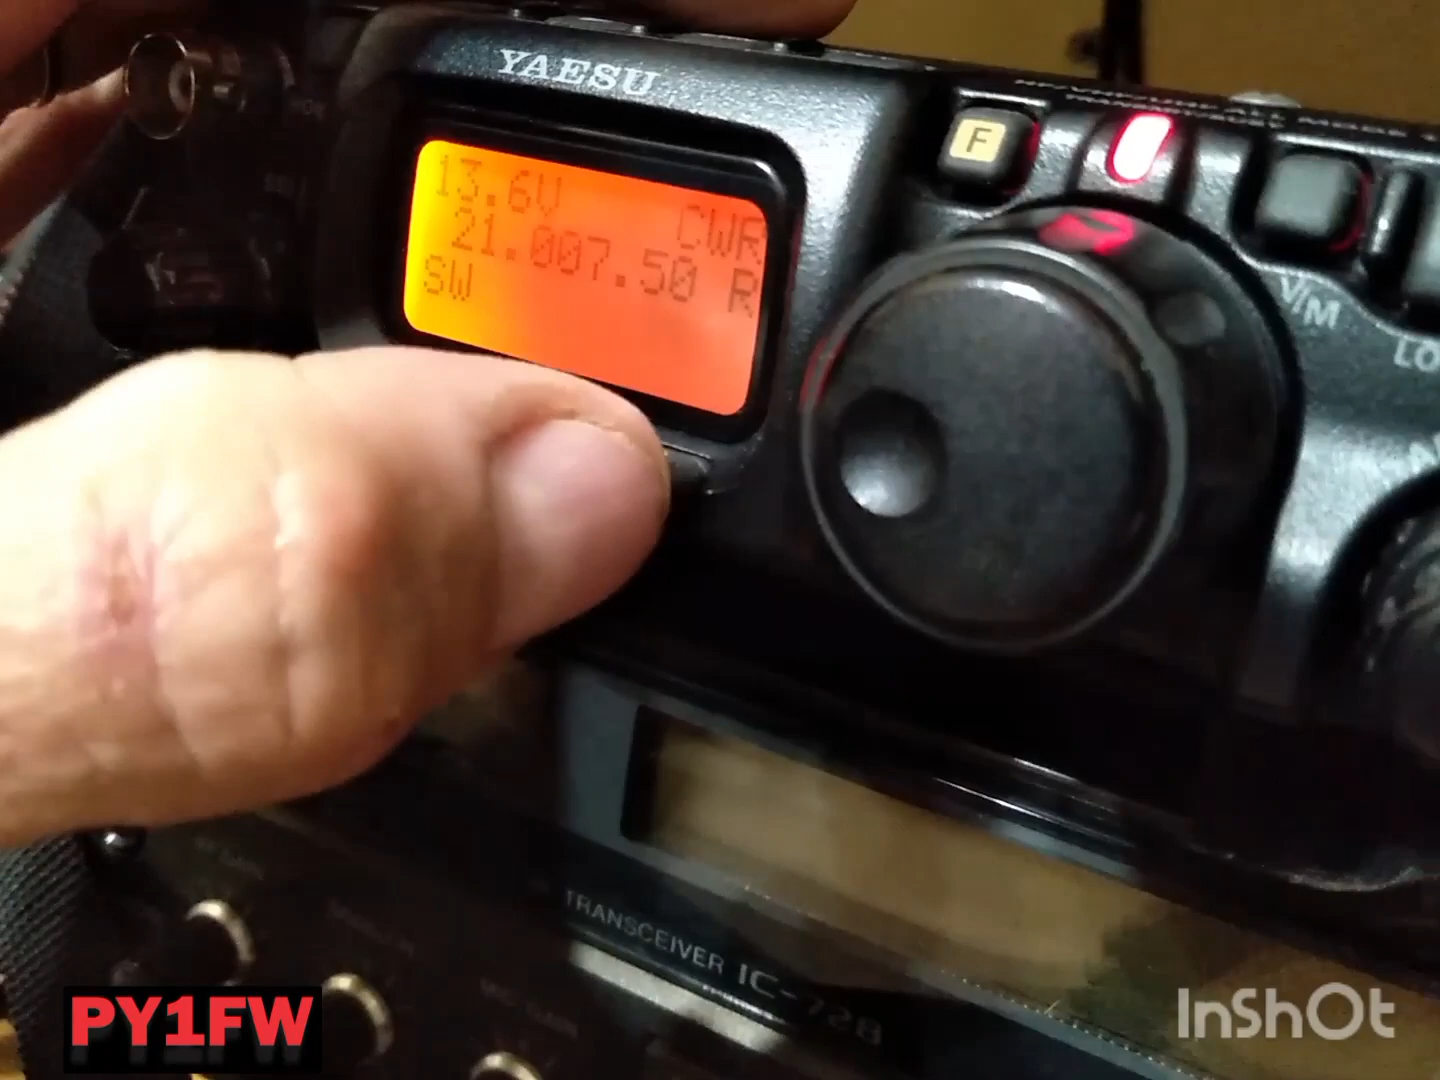 YAESU
F
13.6V
CWR
21.007.50 R
SW
V/M
LO
TRANSCEIVER IC-728
PY1FW
INSHOT